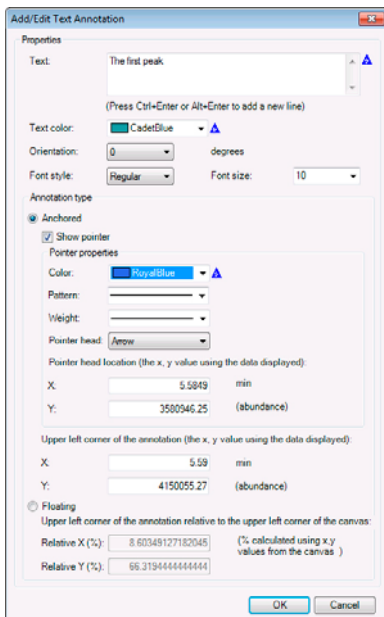 Add/Edit Text Annotation
Properties
Text: The first peak
(Press Ctrl+Enter or Alt+Enter to add a new line)
Text color: CadetBlue
Orientation: 0 degrees
Font style: Regular Font size: 10
Annotation type
Anchored
Show pointer
Pointer properties
Color: RoyalBlue
Pattern:
Weight:
Pointer head: Arrow
Pointer head location (the x, y value using the data displayed):
X: 5.5849 min
Y: 3580946.25 (abundance)
Upper left corner of the annotation (the x, y value using the data displayed):
X: 5.59 min
Y: 4150055.27 (abundance)
Floating
Upper left corner of the annotation relative to the upper left corner of the canvas:
Relative X (%): 8.60349127182045 (% calculated using x,y
values from the canvas )
Relative Y (%): 66.3194444444444
OK Cancel